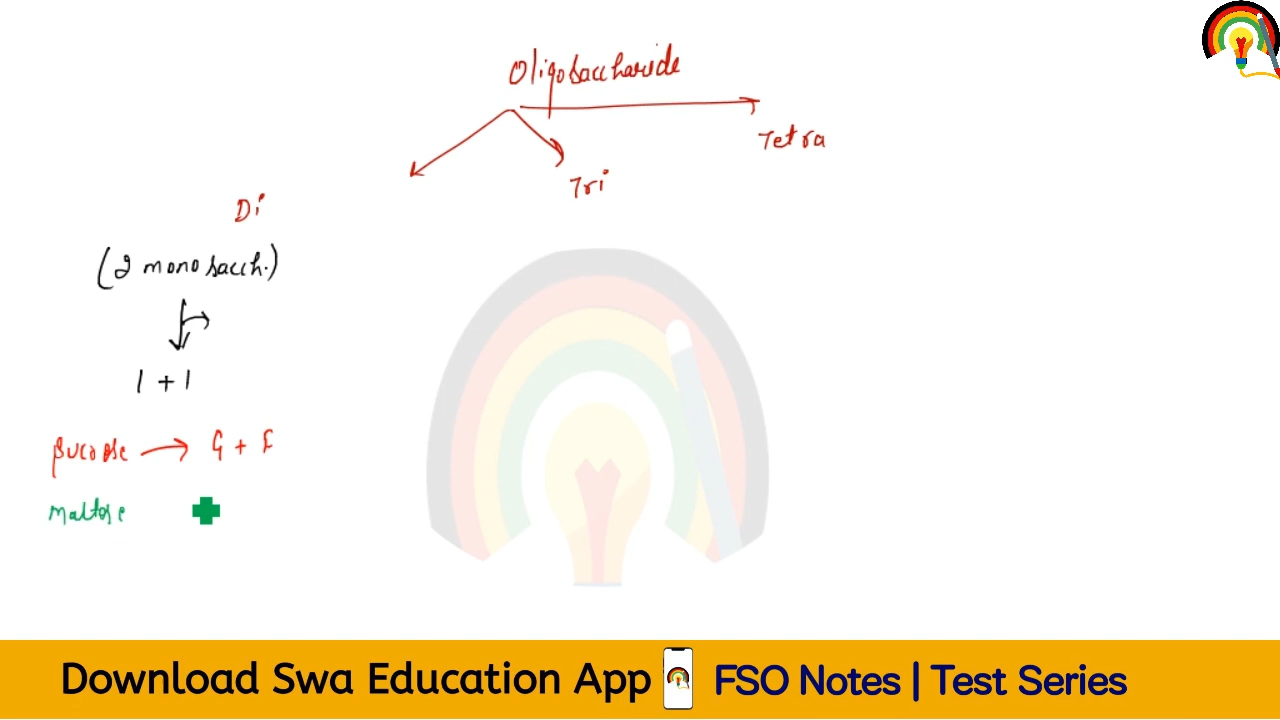 Oligosaccharide
Tetra
Tri
Di
(2 monosacch.)
1 + 1
Sucrose → G + F
Maltose
Download Swa Education App
FSO Notes | Test Series